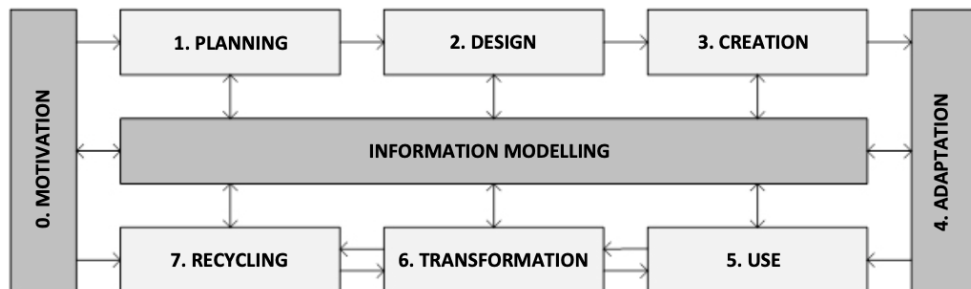 0. MOTIVATION
1. PLANNING
2. DESIGN
3. CREATION
4. ADAPTATION
INFORMATION MODELLING
7. RECYCLING
6. TRANSFORMATION
5. USE